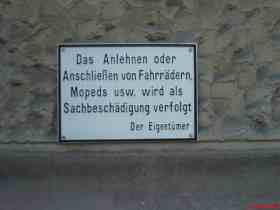 Das Anlehnen oder
Anschließen von Fahrrädern,
Mopeds usw. wird als
Sachbeschädigung verfolgt
Der Eigentümer